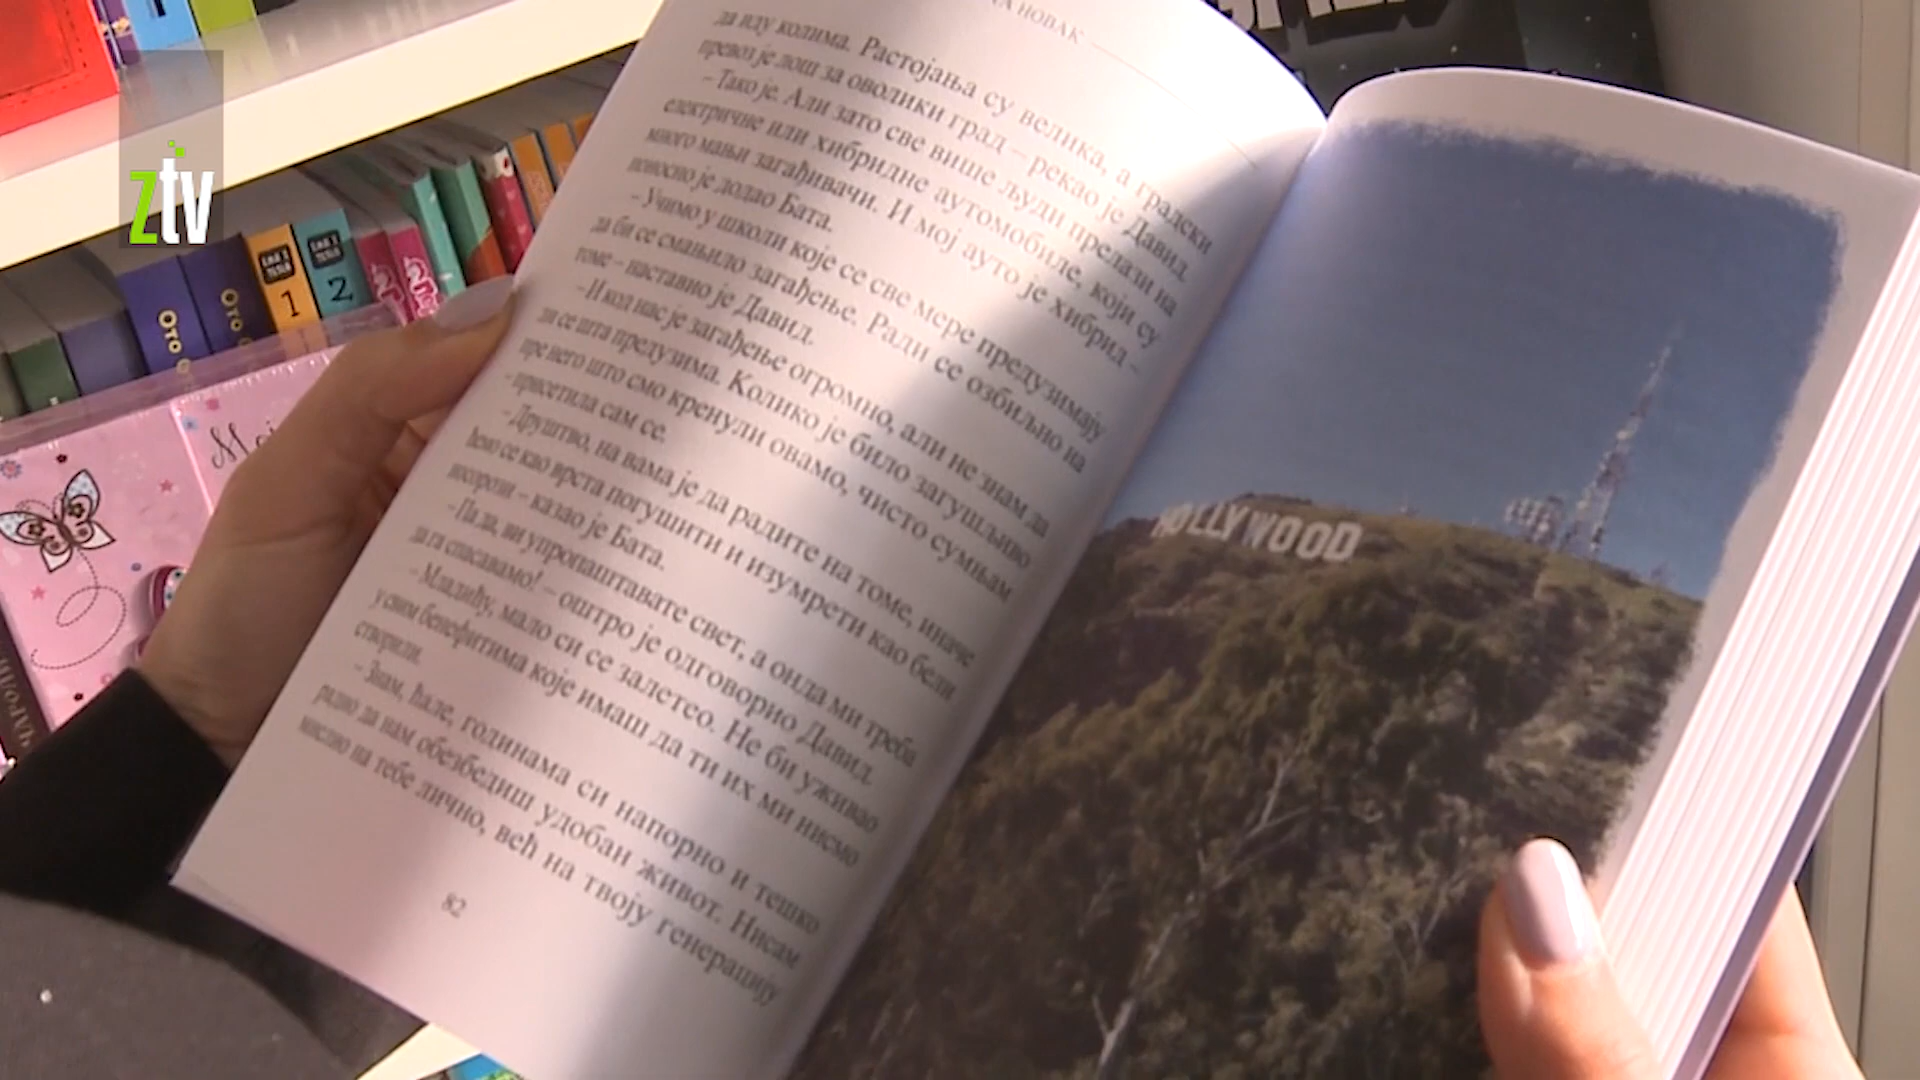 НОВАК
да иду колима. Растојања су велика, а градски
превоз је лош за оволики град – рекао је Давид.
– Тако је. Али зато све више људи прелази на
електричне или хибридне аутомобиле, који су
много мањи загађивачи. И мој ауто је хибрид –
поносно је додао Бата.
– Учимо у школи које се све мере предузимају
да би се смањило загађење. Ради се озбиљно на
томе – наставио је Давид.
– И код нас је загађење огромно, али не знам да
ли се шта предузима. Колико је било загушљиво
пре него што смо кренули овамо, чисто сумњам
– присетила сам се.
– Друштво, на вама је да радите на томе, иначе
ћемо се као врста погушити и изумрети као бели
носорози – казао је Бата.
– Па да, ви упропаштавате свет, а онда ми треба
да га спасавамо! – оштро је одговорио Давид.
– Младићу, мало си се залетео. Не би уживао
у свим бенефитима које имаш да ти их ми нисмо
створили.
– Знам, ћале, годинама си напорно и тешко
радио да нам обезбедиш удобан живот. Нисам
мислио на тебе лично, већ на твоју генерацију
82
HOLLYWOOD
ztv
Ото
Ото
1
2